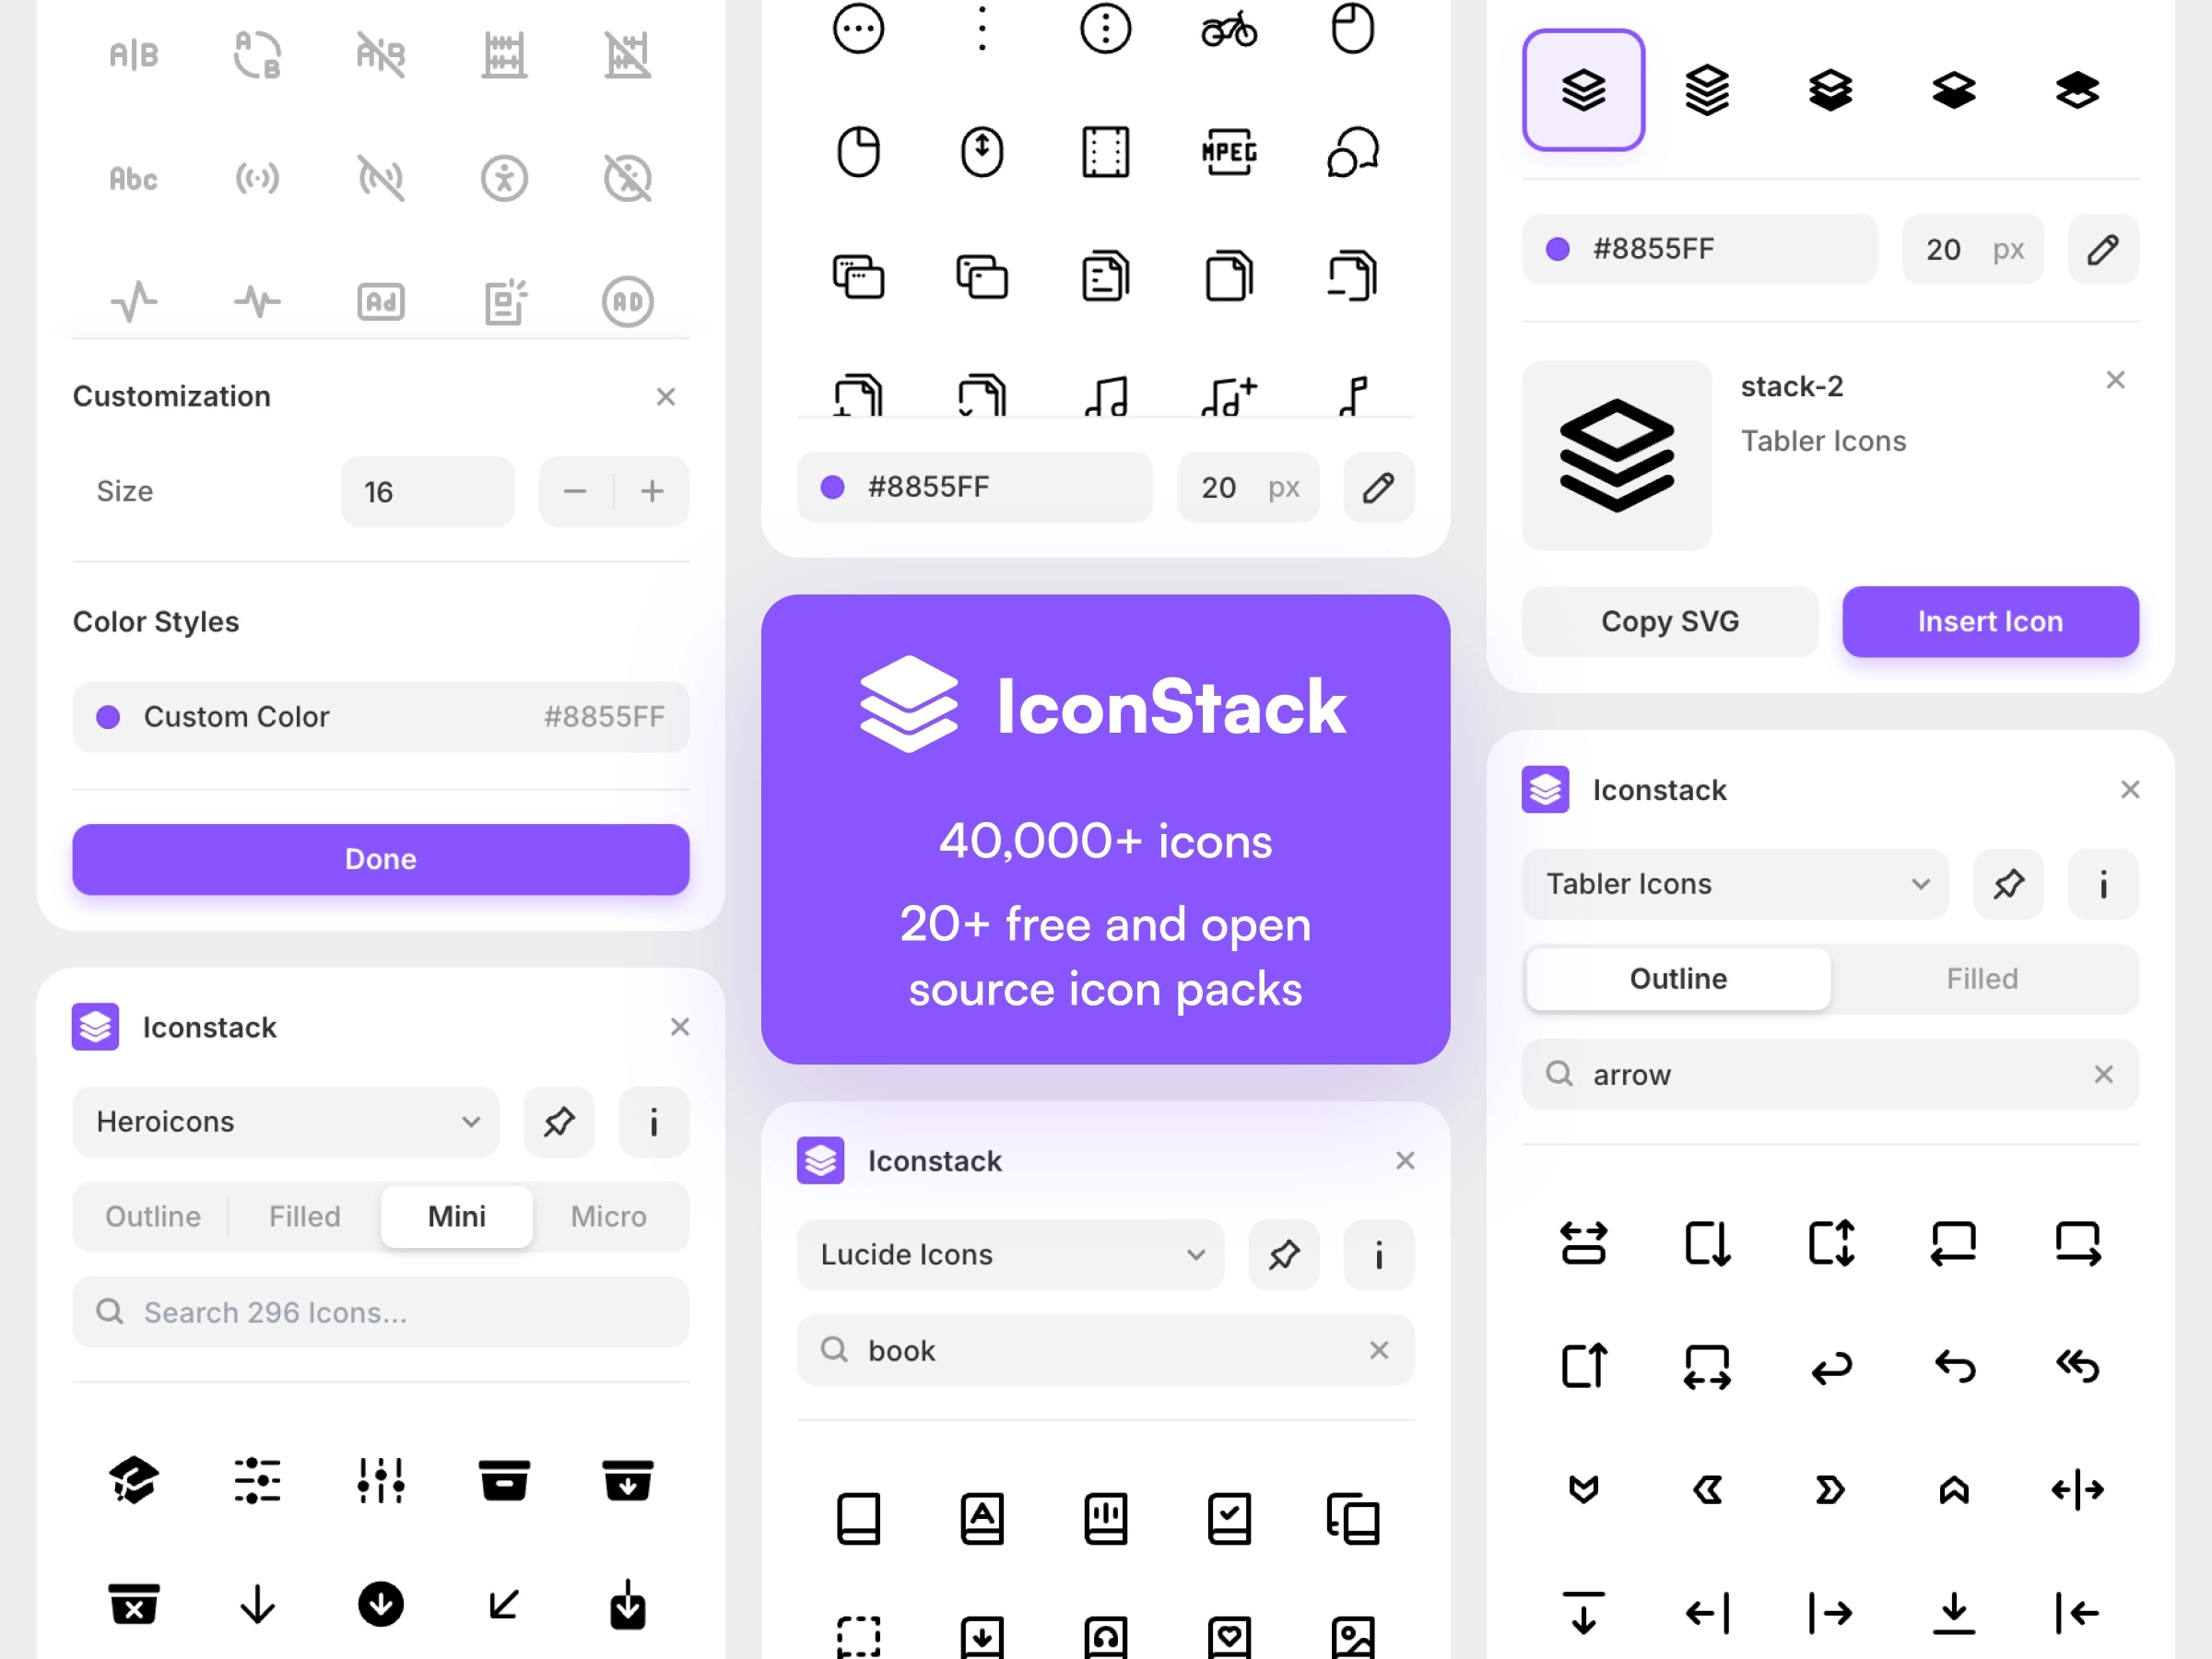 A|B
A B
A|B
Abc
Ad
AD
Customization
Size
16
Color Styles
Custom Color
#8855FF
Done
Iconstack
Heroicons
Outline
Filled
Mini
Micro
Search 296 Icons...
MPEG
#8855FF
20 px
IconStack
40,000+ icons
20+ free and open
source icon packs
Iconstack
Lucide Icons
book
A
#8855FF
20 px
stack-2
Tabler Icons
Copy SVG
Insert Icon
Iconstack
Tabler Icons
Outline
Filled
arrow